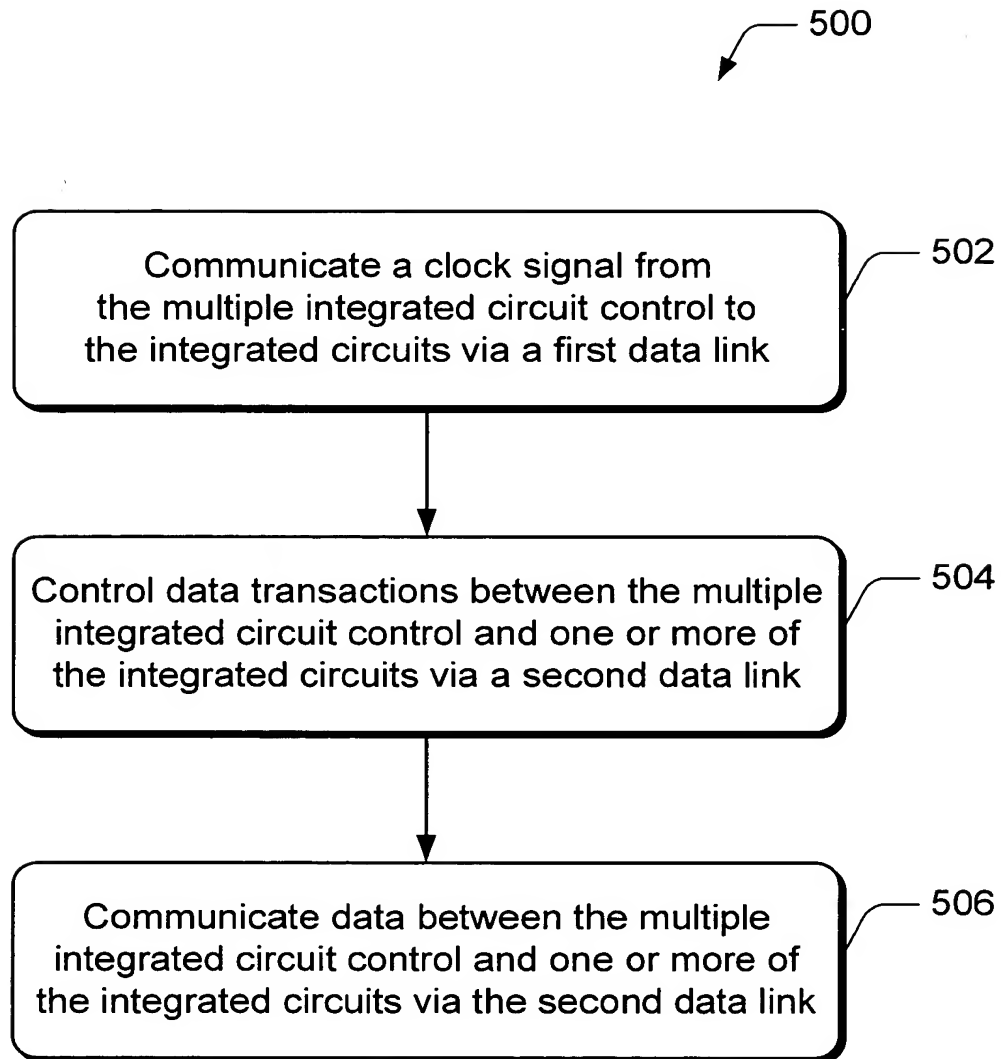 500
Communicate a clock signal from
the multiple integrated circuit control to
the integrated circuits via a first data link
502
Control data transactions between the multiple
integrated circuit control and one or more of
the integrated circuits via a second data link
504
Communicate data between the multiple
integrated circuit control and one or more of
the integrated circuits via the second data link
506